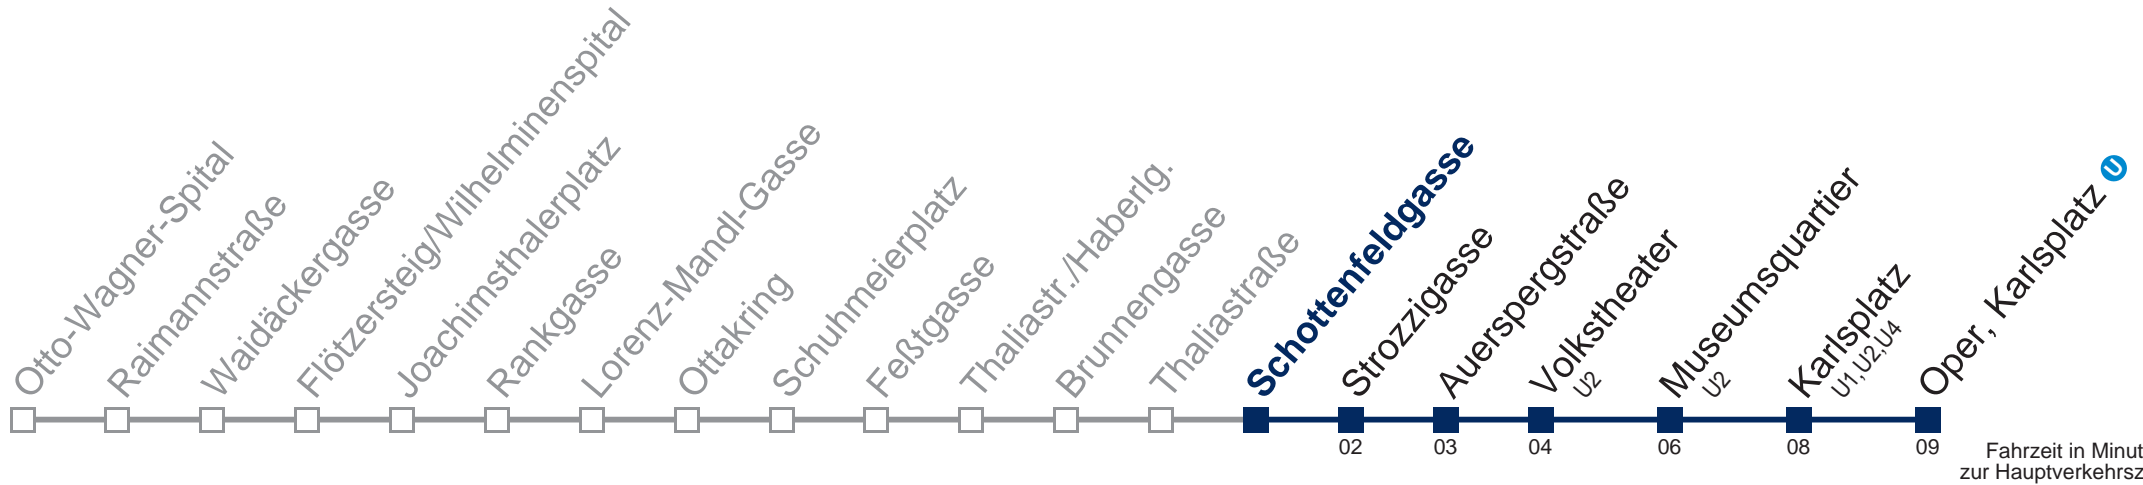 Otto-Wagner-Spital
Raimannstraße
Waidäckergasse
Flötzersteig/Wilhelminenspital
Joachimsthalerplatz
Rankgasse
Lorenz-Mandl-Gasse
Ottakring
Schuhmeierplatz
Feßtgasse
Thaliastr./Haberlg.
Brunnengasse
Thaliastraße
Schottenfeldgasse
Strozzigasse
Auerspergstraße
Volkstheater
U2
Museumsquartier
U2
Karlsplatz
U1,U2,U4
Oper, Karlsplatz U
02 03 04 06 08 09
Fahrzeit in Minut
zur Hauptverkehrsz